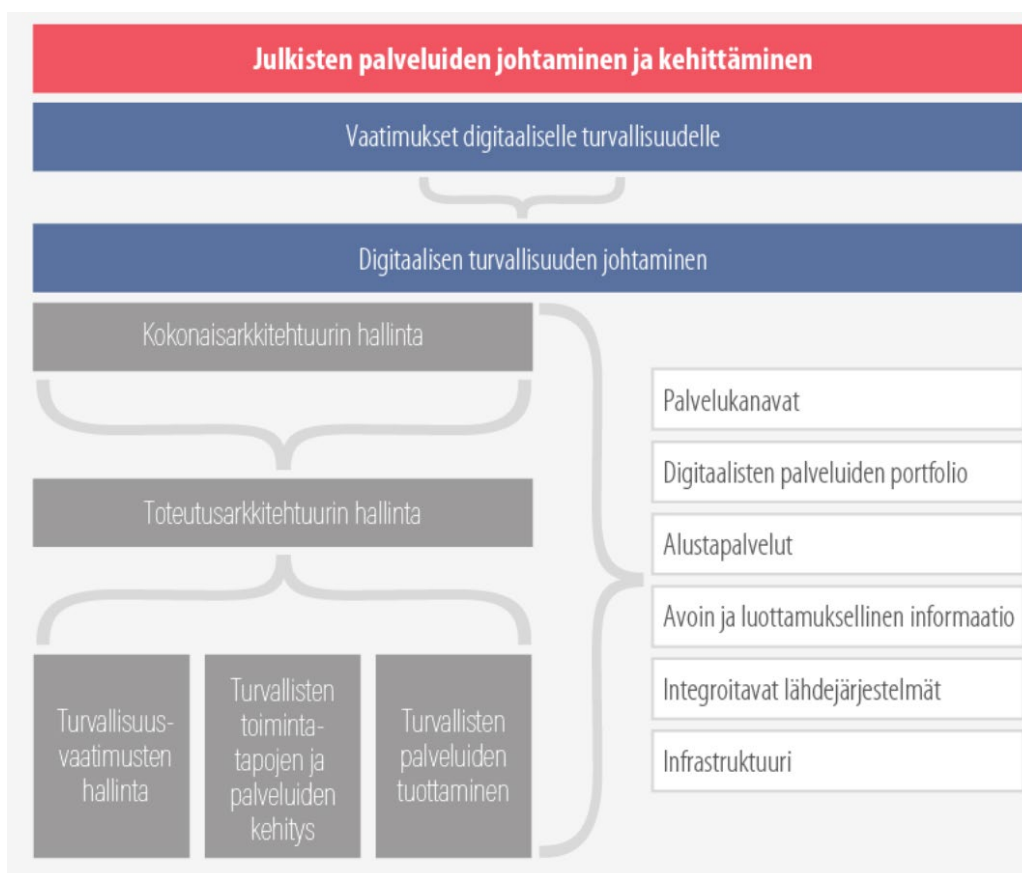 Julkisten palveluiden johtaminen ja kehittäminen
Vaatimukset digitaaliselle turvallisuudelle
Digitaalisen turvallisuuden johtaminen
Kokonaisarkkitehtuurin hallinta
Toteutusarkkitehtuurin hallinta
Turvallisuus-
vaatimusten
hallinta
Turvallisten
toiminta-
tapojen ja
palveluiden
kehitys
Turvallisten
palveluiden
tuottaminen
Palvelukanavat
Digitaalisten palveluiden portfolio
Alustapalvelut
Avoin ja luottamuksellinen informaatio
Integroitavat lähdejärjestelmät
Infrastruktuuri